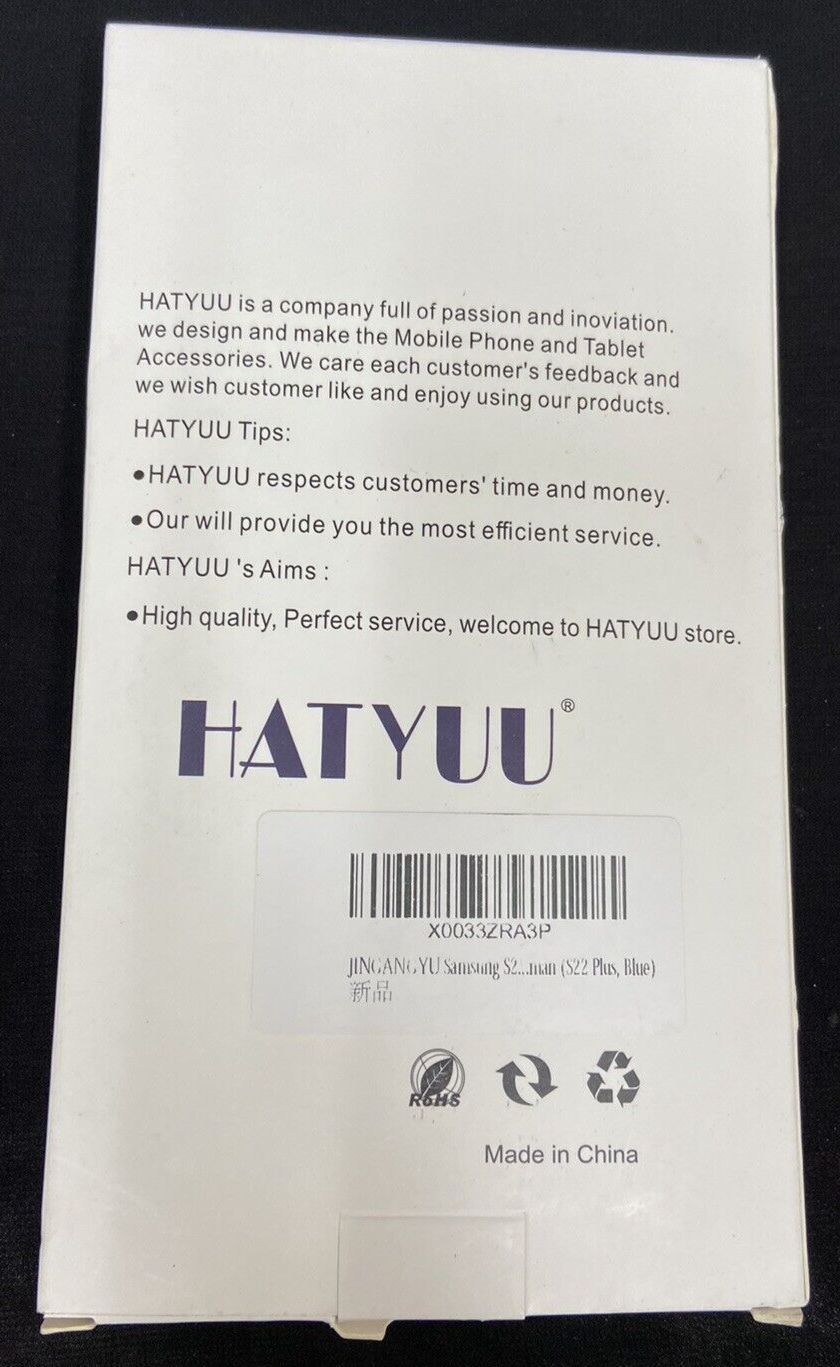 HATYUU is a company full of passion and inoviation.
we design and make the Mobile Phone and Tablet
Accessories. We care each customer's feedback and
we wish customer like and enjoy using our products.
HATYUU Tips:
●HATYUU respects customers' time and money.
●Our will provide you the most efficient service.
HATYUU 's Aims :
●High quality, Perfect service, welcome to HATYUU store.
HATYUU®
X0033ZRA3P
JINGANGYU Samsung S2...man (S22 Plus, Blue)
新品
RoHS
Made in China